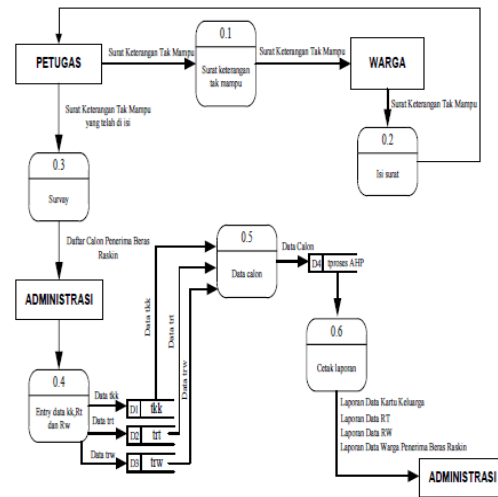 0.1
Surat keterangan
tak mampu
PETUGAS
Surat Keterangan Tak Mampu
Surat Keterangan Tak Mampu
WARGA
Surat Keterangan Tak Mampu
yang telah di isi
Surat Keterangan Tak Mampu
0.2
Isi surat
0.3
Survay
Daftar Calon Penerima Beras
Raskin
ADMINISTRASI
0.5
Data calon
Data Calon
D4 tproses AHP
Data tkk
Data trt
Data trw
0.4
Entry data kk,Rt
dan Rw
Data tkk
D1 tkk
Data trt
D2 trt
Data trw
D3 trw
0.6
Cetak laporan
Laporan Data Kartu Keluarga
Laporan Data RT
Laporan Data RW
Laporan Data Warga Penerima Beras Raskin
ADMINISTRASI